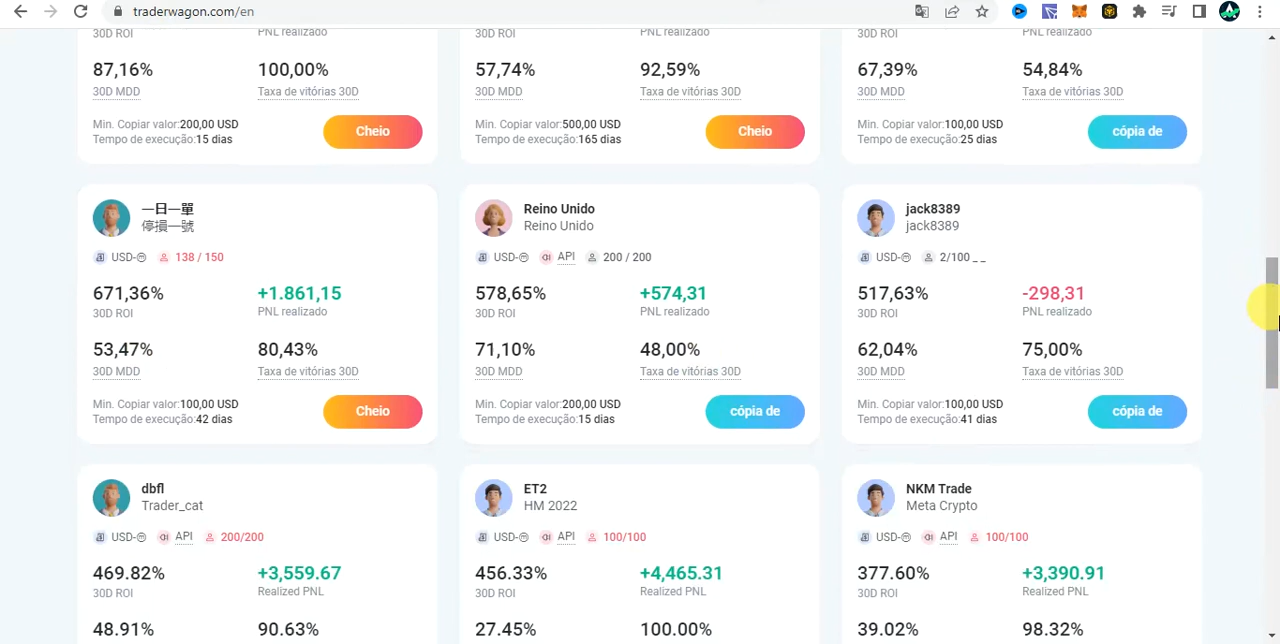 traderwagon.com/en
30D ROI PNL realizado 30D ROI PNL realizado 30D ROI PNL realizado
87,16% 100,00% 57,74% 92,59% 67,39% 54,84%
30D MDD Taxa de vitórias 30D 30D MDD Taxa de vitórias 30D 30D MDD Taxa de vitórias 30D
Min. Copiar valor:200,00 USD Min. Copiar valor:500,00 USD Min. Copiar valor:100,00 USD
Tempo de execução:15 dias Cheio Tempo de execução:165 dias Cheio Tempo de execução:25 dias cópia de
一日一單 Reino Unido jack8389
停損一號 Reino Unido jack8389
USD-Ⓜ 138 / 150 USD-Ⓜ API 200 / 200 USD-Ⓜ 2/100 _ _
671,36% +1.861,15 578,65% +574,31 517,63% -298,31
30D ROI PNL realizado 30D ROI PNL realizado 30D ROI PNL realizado
53,47% 80,43% 71,10% 48,00% 62,04% 75,00%
30D MDD Taxa de vitórias 30D 30D MDD Taxa de vitórias 30D 30D MDD Taxa de vitórias 30D
Min. Copiar valor:100,00 USD Min. Copiar valor:200,00 USD Min. Copiar valor:100,00 USD
Tempo de execução:42 dias Cheio Tempo de execução:15 dias cópia de Tempo de execução:41 dias cópia de
dbfl ET2 NKM Trade
Trader_cat HM 2022 Meta Crypto
USD-Ⓜ API 200/200 USD-Ⓜ API 100/100 USD-Ⓜ API 100/100
469.82% +3,559.67 456.33% +4,465.31 377.60% +3,390.91
30D ROI Realized PNL 30D ROI Realized PNL 30D ROI Realized PNL
48.91% 90.63% 27.45% 100.00% 39.02% 98.32%